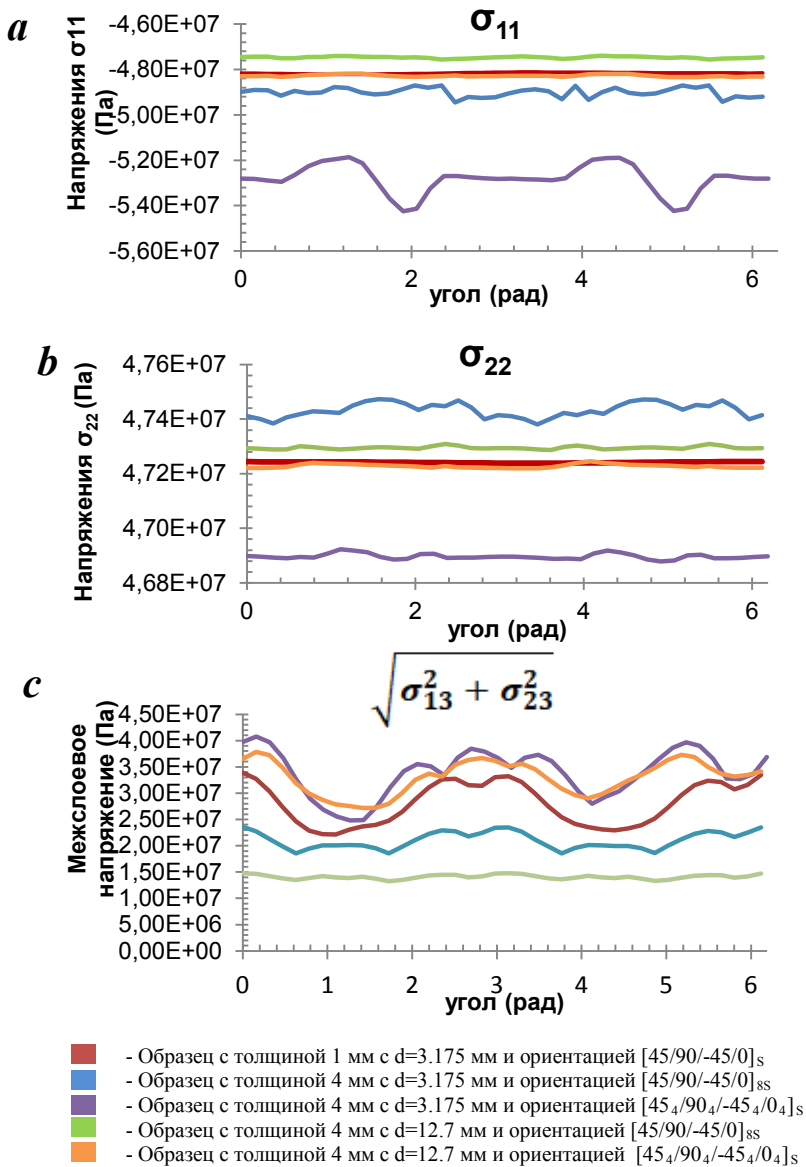 a
σ11
Напряжения σ11 (Па)
-4,60E+07
-4,80E+07
-5,00E+07
-5,20E+07
-5,40E+07
-5,60E+07
0 2 4 6
угол (рад)
b
σ22
Напряжения σ22 (Па)
4,76E+07
4,74E+07
4,72E+07
4,70E+07
4,68E+07
0 2 4 6
угол (рад)
c
√σ²13 + σ²23
Межслоевое напряжение (Па)
4,50E+07
4,00E+07
3,50E+07
3,00E+07
2,50E+07
2,00E+07
1,50E+07
1,00E+07
5,00E+06
0,00E+00
0 1 2 3 4 5 6
угол (рад)
- Образец с толщиной 1 мм с d=3.175 мм и ориентацией [45/90/-45/0]S
- Образец с толщиной 4 мм с d=3.175 мм и ориентацией [45/90/-45/0]8S
- Образец с толщиной 4 мм с d=3.175 мм и ориентацией [45₄/90₄/-45₄/0₄]S
- Образец с толщиной 4 мм с d=12.7 мм и ориентацией [45/90/-45/0]8S
- Образец с толщиной 4 мм с d=12.7 мм и ориентацией [45₄/90₄/-45₄/0₄]S